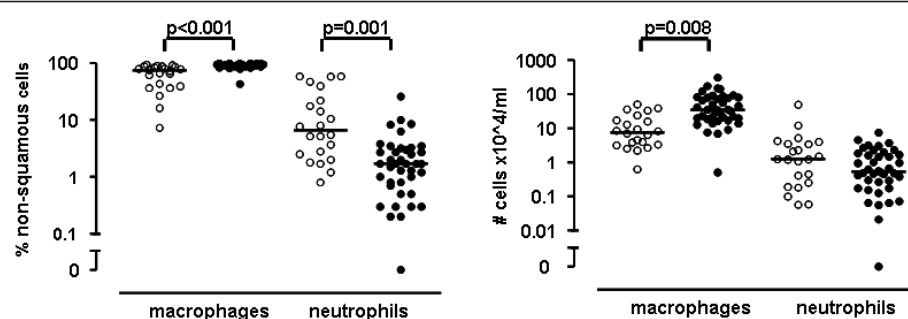 p<0.001
p=0.001
% non-squamous cells
100
10
1
0.1
0
macrophages
neutrophils
p=0.008
# cells x10^4/ml
1000
100
10
1
0.1
0.01
0
macrophages
neutrophils